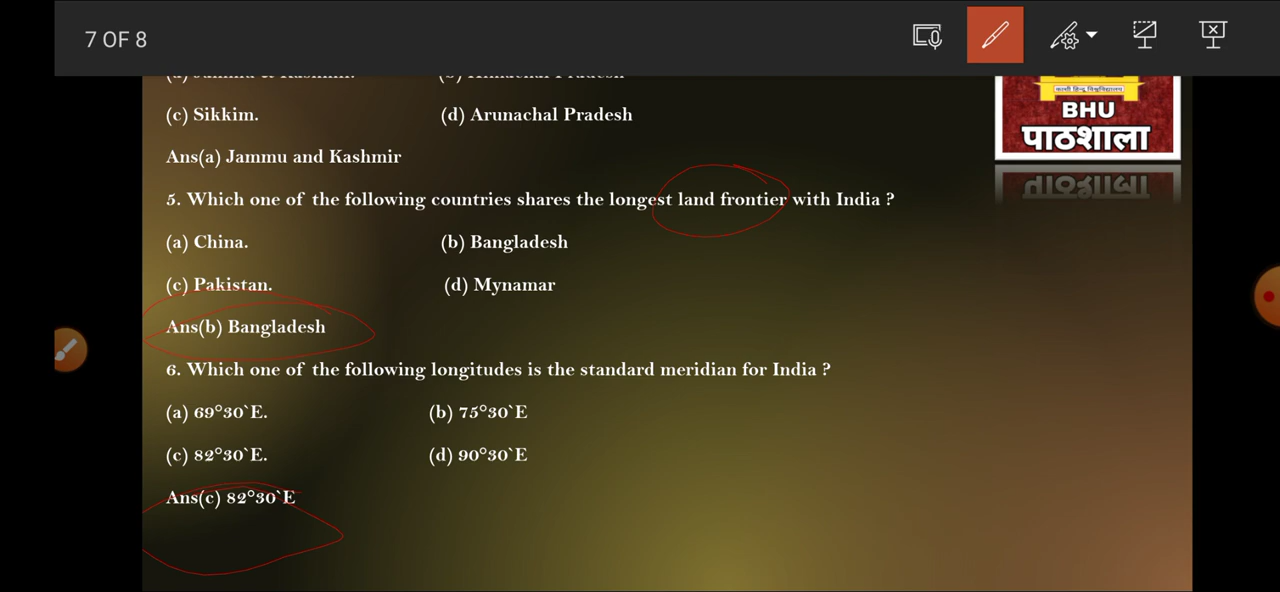 7 OF 8
(c) Sikkim. (d) Arunachal Pradesh
Ans(a) Jammu and Kashmir
5. Which one of the following countries shares the longest land frontier with India ?
(a) China. (b) Bangladesh
(c) Pakistan. (d) Mynamar
Ans(b) Bangladesh
6. Which one of the following longitudes is the standard meridian for India ?
(a) 69°30`E. (b) 75°30`E
(c) 82°30`E. (d) 90°30`E
Ans(c) 82°30`E
काशी हिन्दू विश्वविद्यालय
BHU
पाठशाला